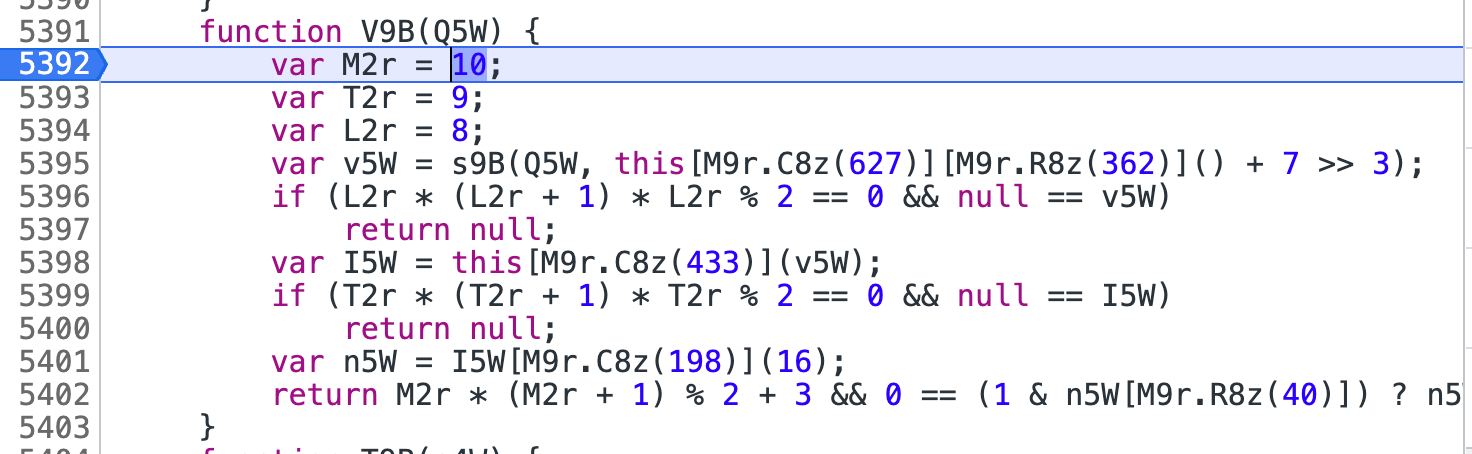 5391 function V9B(Q5W) {
5392 var M2r = 10;
5393 var T2r = 9;
5394 var L2r = 8;
5395 var v5W = s9B(Q5W, this[M9r.C8z(627)][M9r.R8z(362)]() + 7 >> 3);
5396 if (L2r * (L2r + 1) * L2r % 2 == 0 && null == v5W)
5397 return null;
5398 var I5W = this[M9r.C8z(433)](v5W);
5399 if (T2r * (T2r + 1) * T2r % 2 == 0 && null == I5W)
5400 return null;
5401 var n5W = I5W[M9r.C8z(198)](16);
5402 return M2r * (M2r + 1) % 2 + 3 && 0 == (1 & n5W[M9r.R8z(40)]) ? n5
5403 }